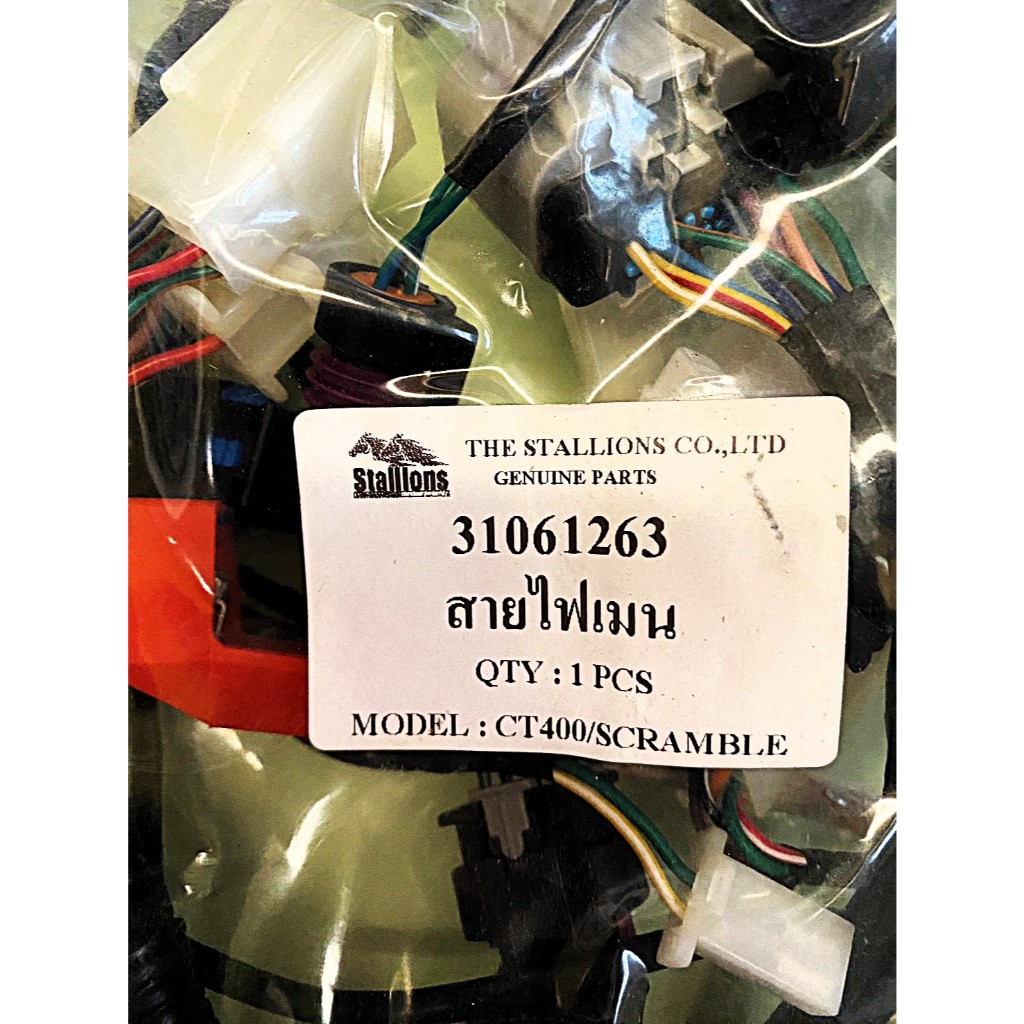 Stallions
THE STALLIONS CO.,LTD
GENUINE PARTS
31061263
สายไฟเมน
QTY : 1 PCS
MODEL : CT400/SCRAMBLE